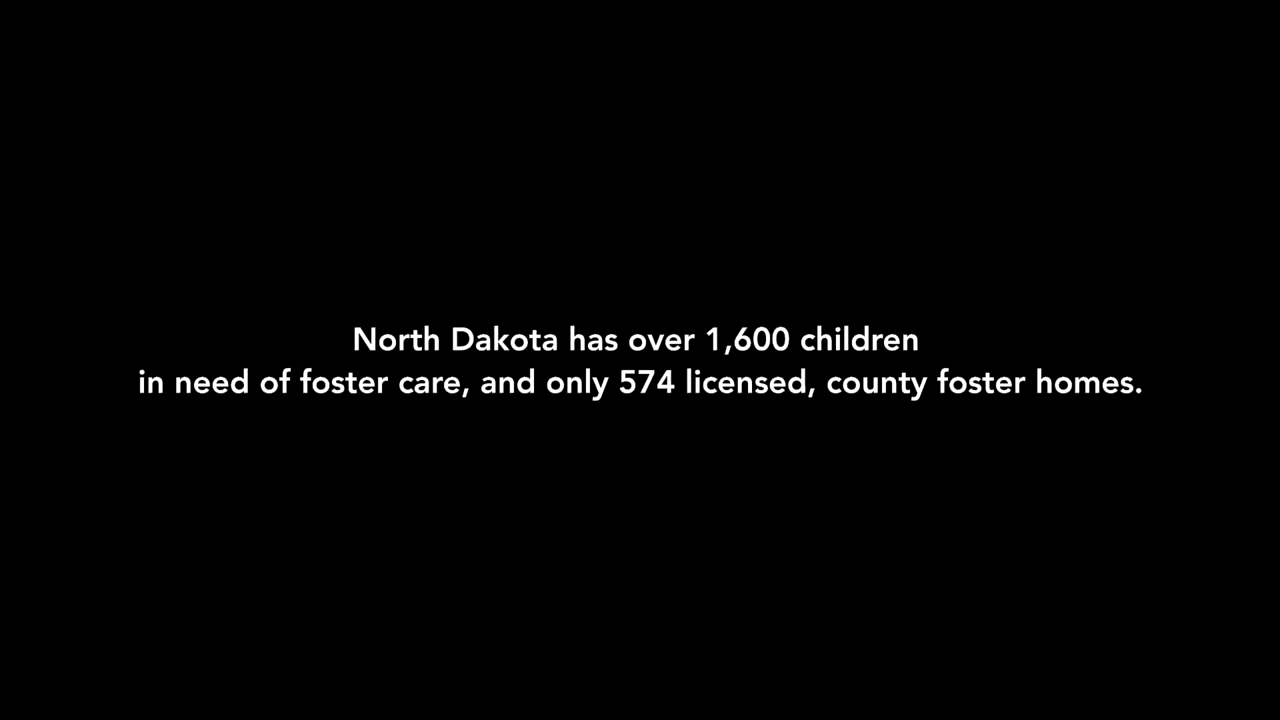 North Dakota has over 1,600 children
in need of foster care, and only 574 licensed, county foster homes.